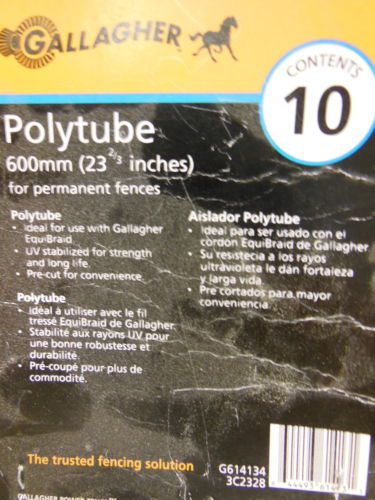 GALLAGHER
CONTENTS
10
Polytube
600mm (23 2/3 inches)
for permanent fences
Polytube
• Ideal for use with Gallagher
EquiBraid.
• UV stabilized for strength
and long life.
• Pre-cut for convenience.
Aislador Polytube
• Ideal para ser usado con el
cordón EquiBraid de Gallagher
• Su resistecia a los rayos
ultravioleta le dan fortaleza
y larga vida.
• Pre cortados para mayor
conveniencia.
Polytube
• Idéal à utiliser avec le fil
tressé EquiBraid de Gallagher.
• Stabilité aux rayons UV pour
une bonne robustesse et
durabilité.
• Pré-coupé pour plus de
commodité.
The trusted fencing solution
G614134
3C2328
GALLAGHER POWER